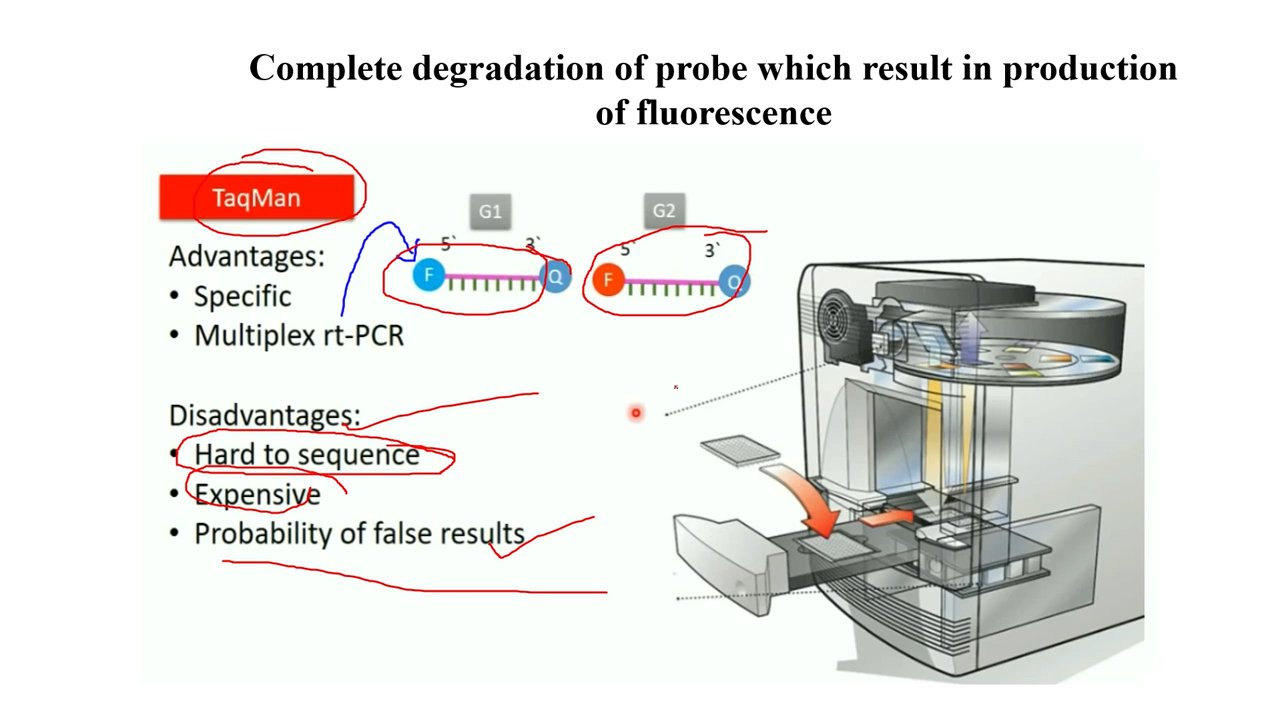 Complete degradation of probe which result in production
of fluorescence
TaqMan
G1
G2
5`
3`
5`
3`
F
Q
F
Q
Advantages:
• Specific
• Multiplex rt-PCR
Disadvantages:
• Hard to sequence
• Expensive
• Probability of false results